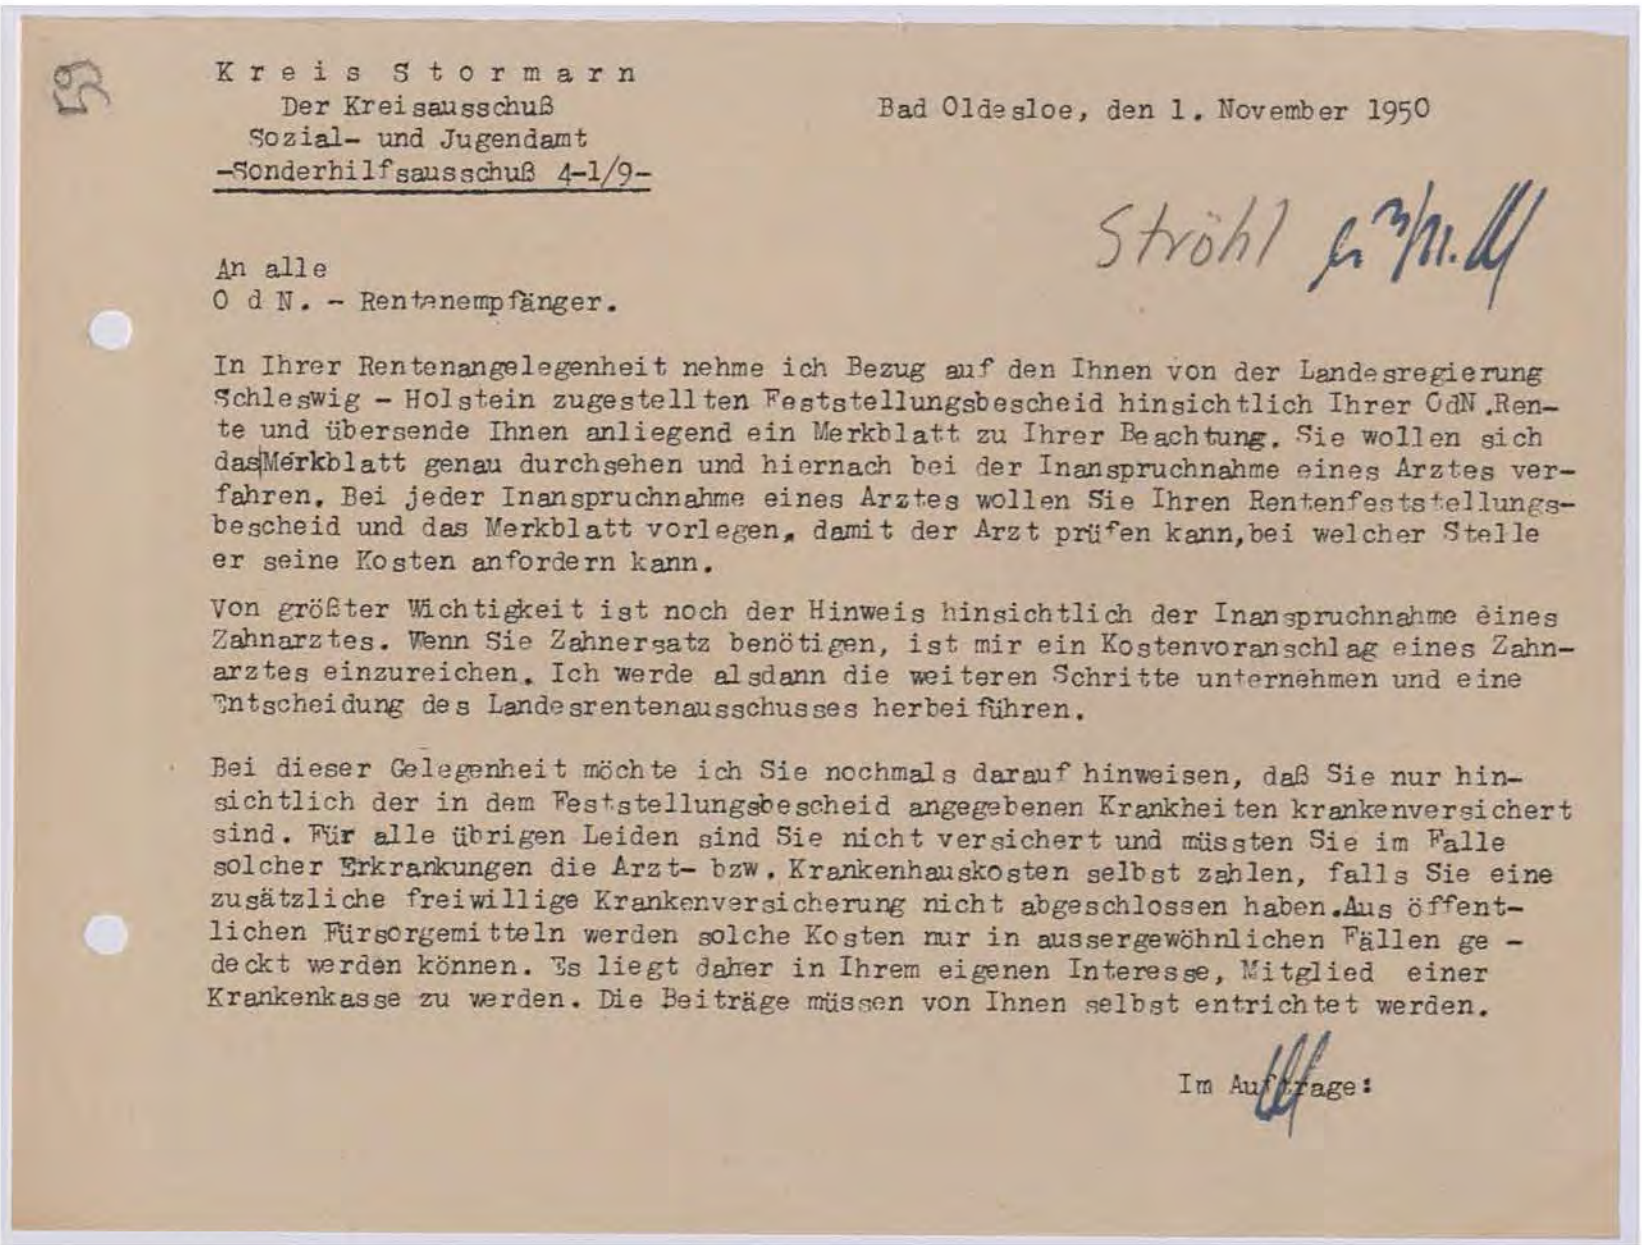 Kreis Stormarn
Der Kreisausschuß
Sozial- und Jugendamt
-Sonderhilfsausschuß 4-1/9-
Bad Oldesloe, den 1. November 1950
Ströhl
An alle
O d N. - Rentenempfänger.
In Ihrer Rentenangelegenheit nehme ich Bezug auf den Ihnen von der Landesregierung
Schleswig - Holstein zugestellten Feststellungsbescheid hinsichtlich Ihrer OdN.Ren-
te und übersende Ihnen anliegend ein Merkblatt zu Ihrer Beachtung. Sie wollen sich
das|Merkblatt genau durchsehen und hiernach bei der Inanspruchnahme eines Arztes ver-
fahren. Bei jeder Inanspruchnahme eines Arztes wollen Sie Ihren Rentenfeststellungs-
bescheid und das Merkblatt vorlegen, damit der Arzt prüfen kann,bei welcher Stelle
er seine Kosten anfordern kann.
Von größter Wichtigkeit ist noch der Hinweis hinsichtlich der Inanspruchnahme eines
Zahnarztes. Wenn Sie Zahnersatz benötigen, ist mir ein Kostenvoranschlag eines Zahn-
arztes einzureichen. Ich werde alsdann die weiteren Schritte unternehmen und eine
Entscheidung des Landesrentenausschusses herbeiführen.
Bei dieser Gelegenheit möchte ich Sie nochmals darauf hinweisen, daß Sie nur hin-
sichtlich der in dem Feststellungsbescheid angegebenen Krankheiten krankenversichert
sind. Für alle übrigen Leiden sind Sie nicht versichert und müssten Sie im Falle
solcher Erkrankungen die Arzt- bzw. Krankenhauskosten selbst zahlen, falls Sie eine
zusätzliche freiwillige Krankenversicherung nicht abgeschlossen haben.Aus öffent-
lichen Fürsorgemitteln werden solche Kosten nur in aussergewöhnlichen Fällen ge -
deckt werden können. Es liegt daher in Ihrem eigenen Interesse, Mitglied einer
Krankenkasse zu werden. Die Beiträge müssen von Ihnen selbst entrichtet werden.
Im Auftrage: